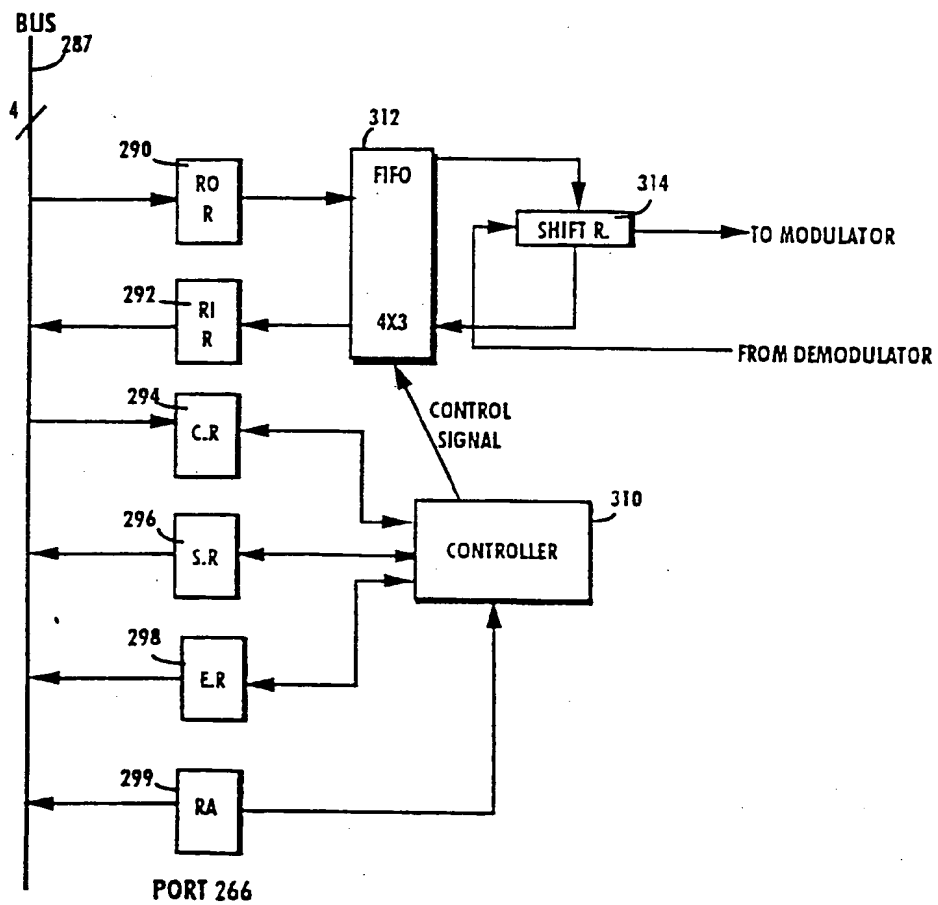 BUS
287
4
290
RO
R
312
FIFO
4X3
314
SHIFT R.
TO MODULATOR
292
RI
R
FROM DEMODULATOR
294
C.R
CONTROL
SIGNAL
310
CONTROLLER
296
S.R
298
E.R
299
RA
PORT 266